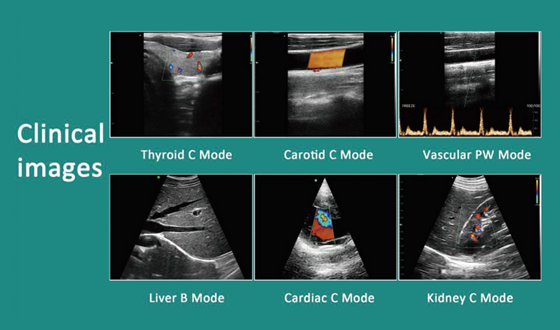 Clinical
images
Thyroid C Mode
Carotid C Mode
Vascular PW Mode
Liver B Mode
Cardiac C Mode
Kidney C Mode